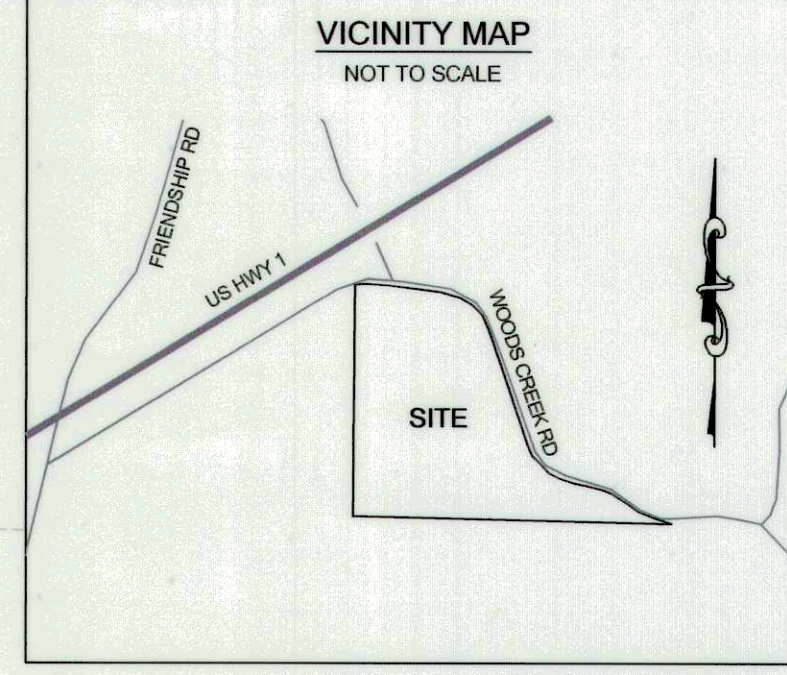 VICINITY MAP
NOT TO SCALE
FRIENDSHIP RD
US HWY 1
WOODS CREEK RD
SITE